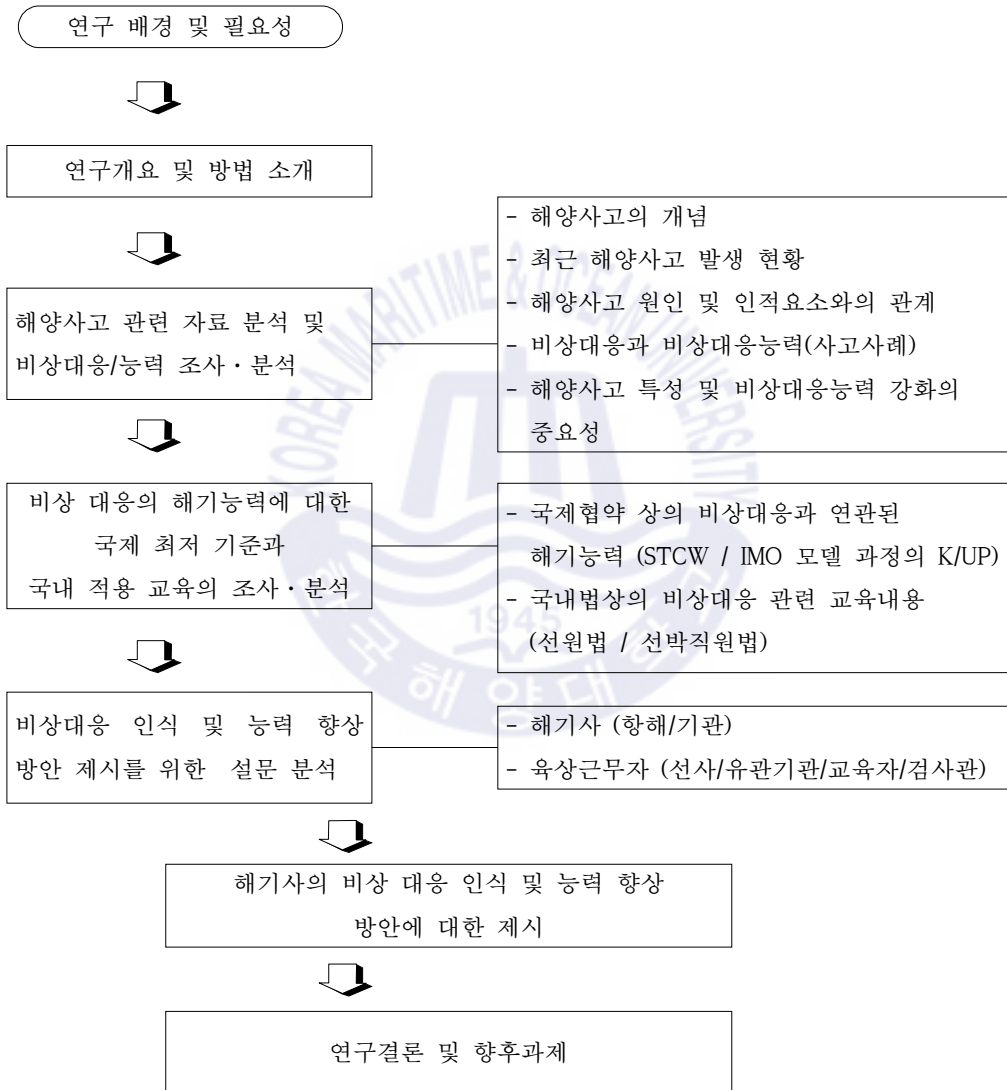 연구 배경 및 필요성
연구개요 및 방법 소개
해양사고 관련 자료 분석 및
비상대응/능력 조사・분석
- 해양사고의 개념
- 최근 해양사고 발생 현황
- 해양사고 원인 및 인적요소와의 관계
- 비상대응과 비상대응능력(사고사례)
- 해양사고 특성 및 비상대응능력 강화의
중요성
비상 대응의 해기능력에 대한
국제 최저 기준과
국내 적용 교육의 조사・분석
- 국제협약 상의 비상대응과 연관된
해기능력 (STCW / IMO 모델 과정의 K/UP)
- 국내법상의 비상대응 관련 교육내용
(선원법 / 선박직원법)
비상대응 인식 및 능력 향상
방안 제시를 위한 설문 분석
- 해기사 (항해/기관)
- 육상근무자 (선사/유관기관/교육자/검사관)
해기사의 비상 대응 인식 및 능력 향상
방안에 대한 제시
연구결론 및 향후과제
KOREA MARITIME & OCEAN UNIVERSITY
1945
한국해양대학교